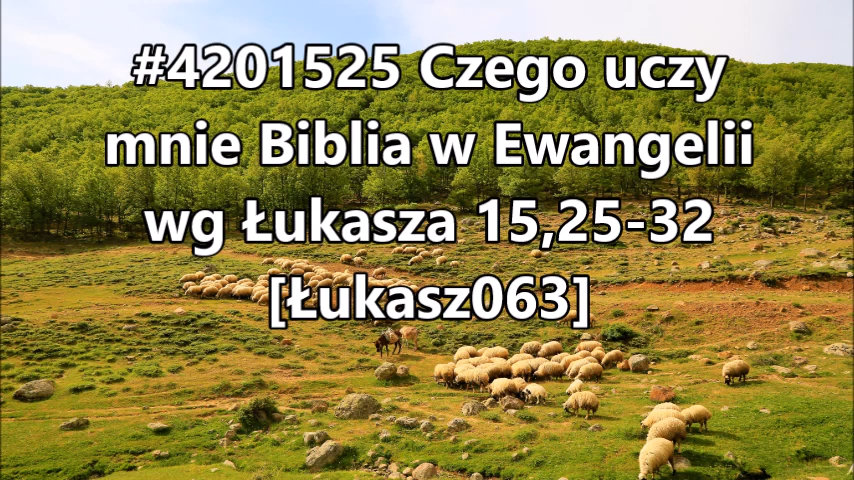 #4201525 Czego uczy
mnie Biblia w Ewangelii
wg Łukasza 15,25-32
[Łukasz063]